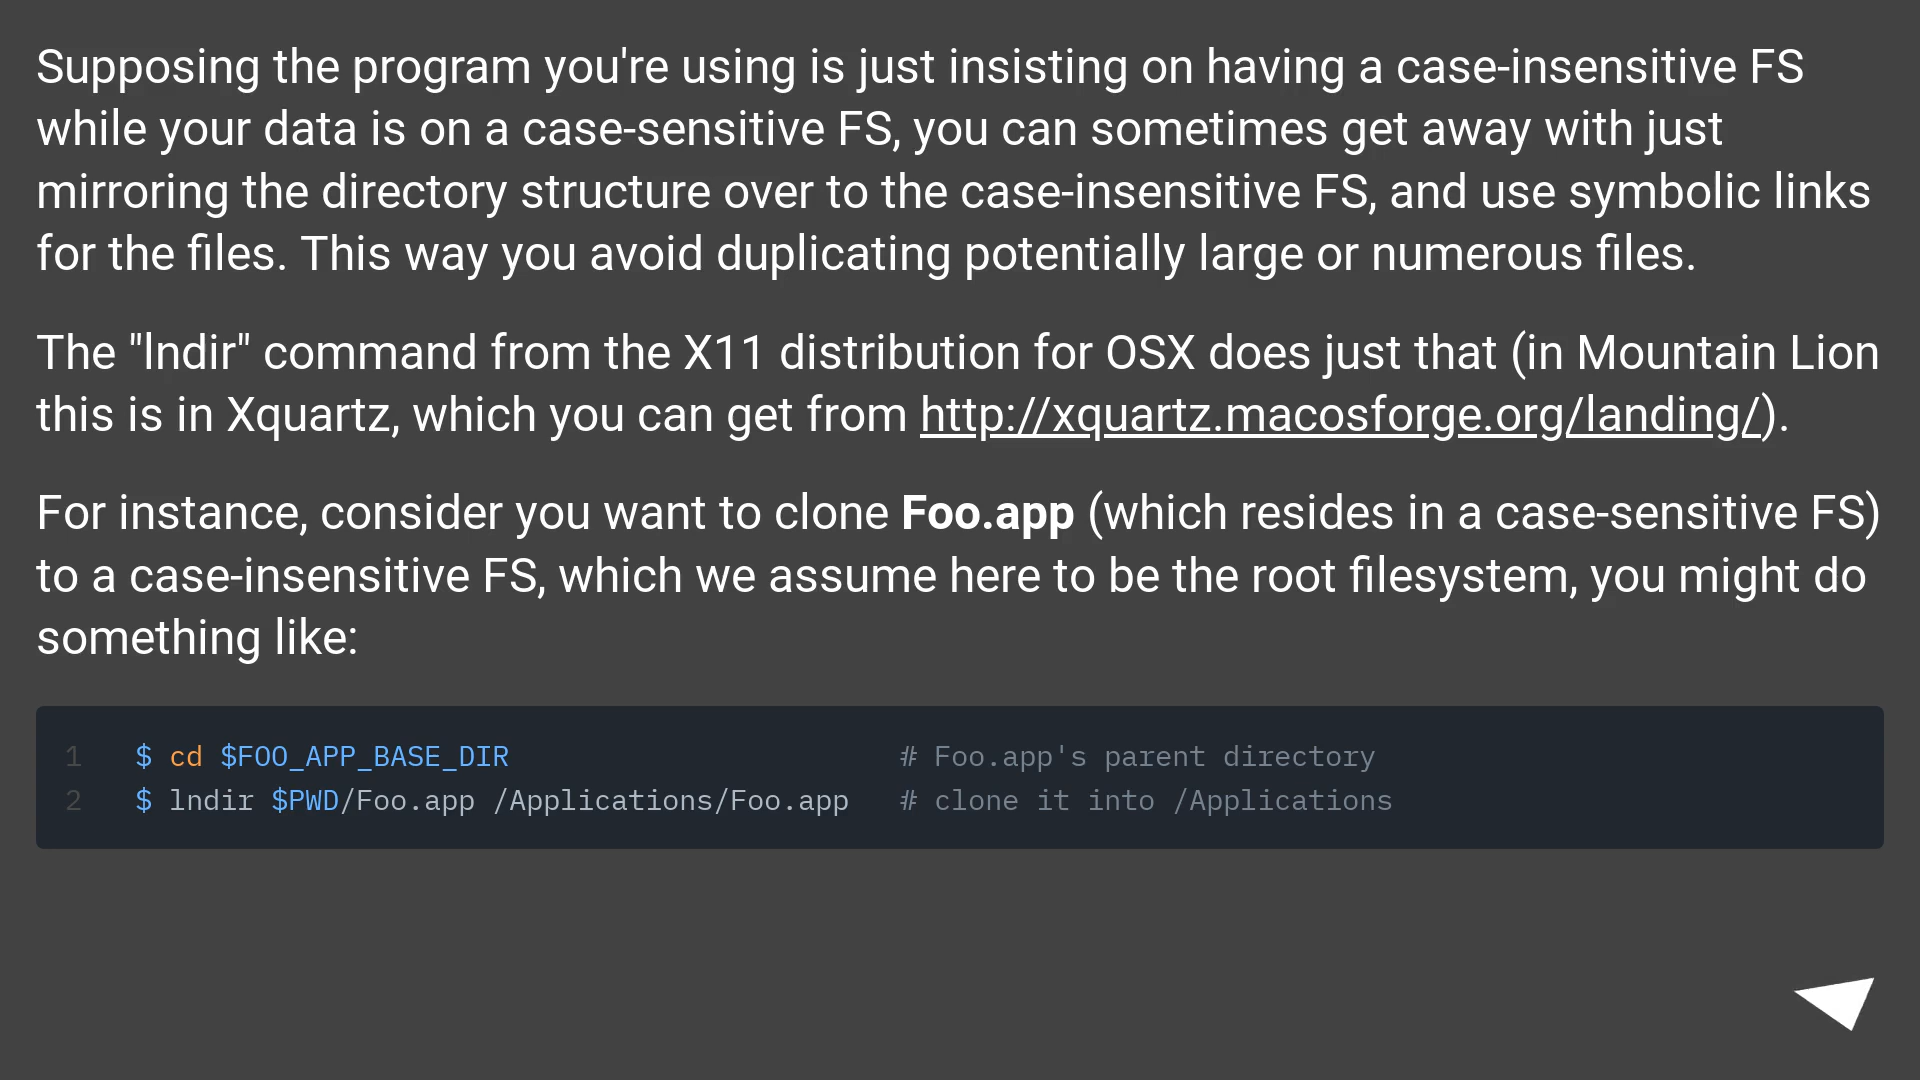 Supposing the program you're using is just insisting on having a case-insensitive FS
while your data is on a case-sensitive FS, you can sometimes get away with just
mirroring the directory structure over to the case-insensitive FS, and use symbolic links
for the files. This way you avoid duplicating potentially large or numerous files.
The "lndir" command from the X11 distribution for OSX does just that (in Mountain Lion
this is in Xquartz, which you can get from http://xquartz.macosforge.org/landing/).
For instance, consider you want to clone Foo.app (which resides in a case-sensitive FS)
to a case-insensitive FS, which we assume here to be the root filesystem, you might do
something like:
1 $ cd $FOO_APP_BASE_DIR # Foo.app's parent directory
2 $ lndir $PWD/Foo.app /Applications/Foo.app # clone it into /Applications